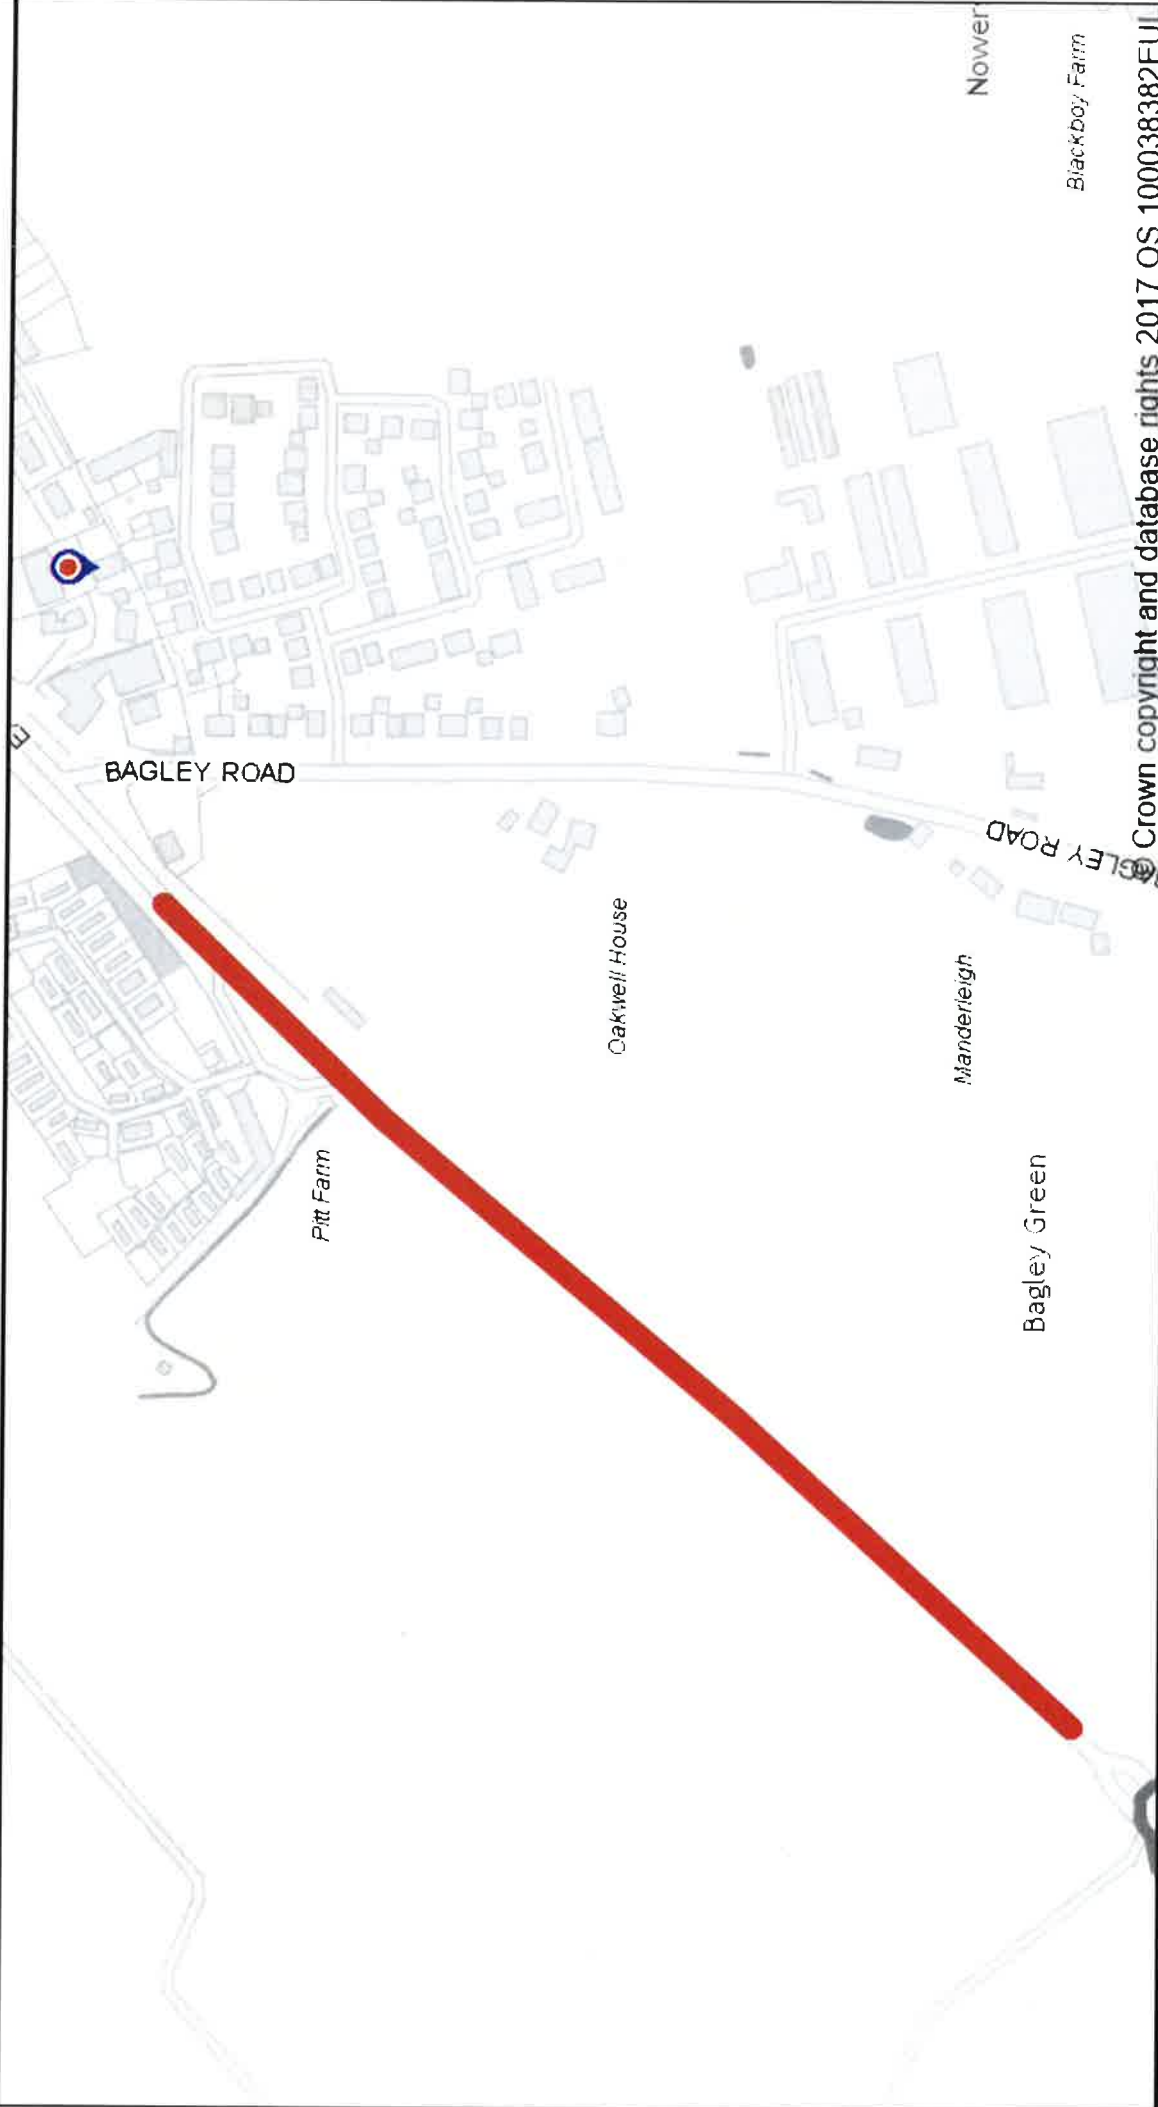 BAGLEY ROAD
Pitt Farm
Oakwell House
BAGLEY ROAD
Manderleigh
Bagley Green
Nower
Blackboy Farm
© Crown copyright and database rights 2017 OS 100038382EUL